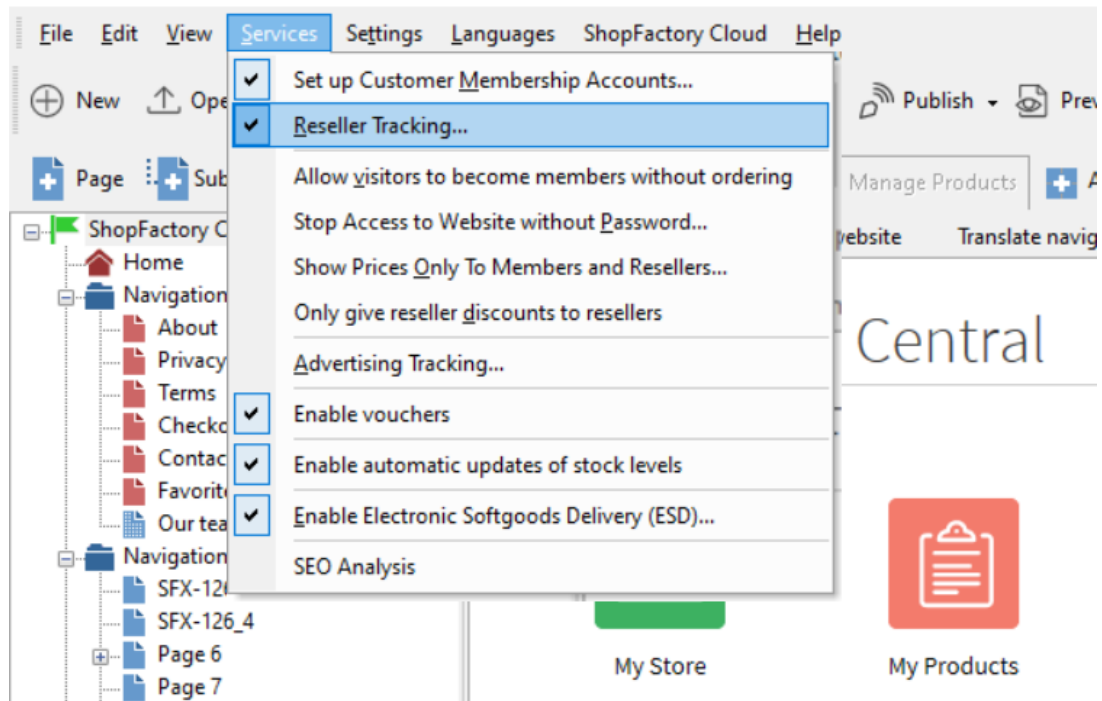 File Edit View Services Settings Languages ShopFactory Cloud Help
Set up Customer Membership Accounts...
New Publish
Reseller Tracking...
Allow visitors to become members without ordering
Page Manage Products
Stop Access to Website without Password...
ShopFactory
Show Prices Only To Members and Resellers...
Home
Navigation
Only give reseller discounts to resellers
About
Central
Privacy
Advertising Tracking...
Terms
Enable vouchers
Enable automatic updates of stock levels
Enable Electronic Softgoods Delivery (ESD)...
Our
Navigation
SEO Analysis
SFX-126_4
Page 6
Page 7
My Store My Products